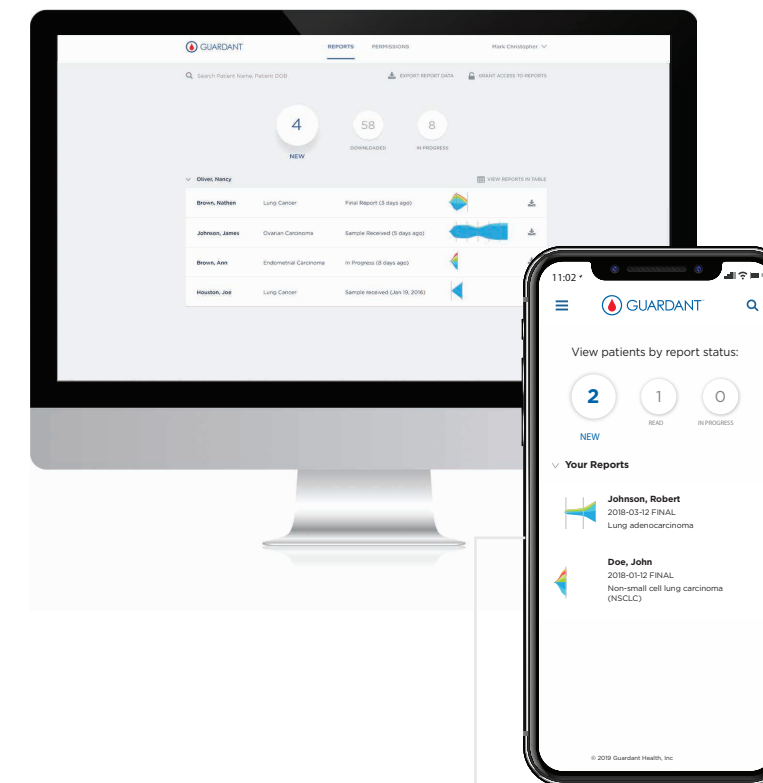 GUARDANT
REPORTS PERMISSIONS Mark Christopher
Search Patient Name, Patient DOB EXPORT REPORT DATA GRANT ACCESS TO REPORTS
4 58 8
NEW DOWNLOADED IN PROGRESS
Oliver, Nancy VIEW REPORTS IN TABLE
Brown, Nathen Lung Cancer Final Report (3 days ago)
Johnson, James Ovarian Carcinoma Sample Received (5 days ago)
Brown, Ann Endometrial Carcinoma In Progress (8 days ago)
Houston, Joe Lung Cancer Sample received (Jan 19, 2016)
11:02
GUARDANT
View patients by report status:
2 1 0
NEW READ IN PROGRESS
Your Reports
Johnson, Robert
2018-03-12 FINAL
Lung adenocarcinoma
Doe, John
2018-01-12 FINAL
Non-small cell lung carcinoma
(NSCLC)
© 2019 Guardant Health, Inc